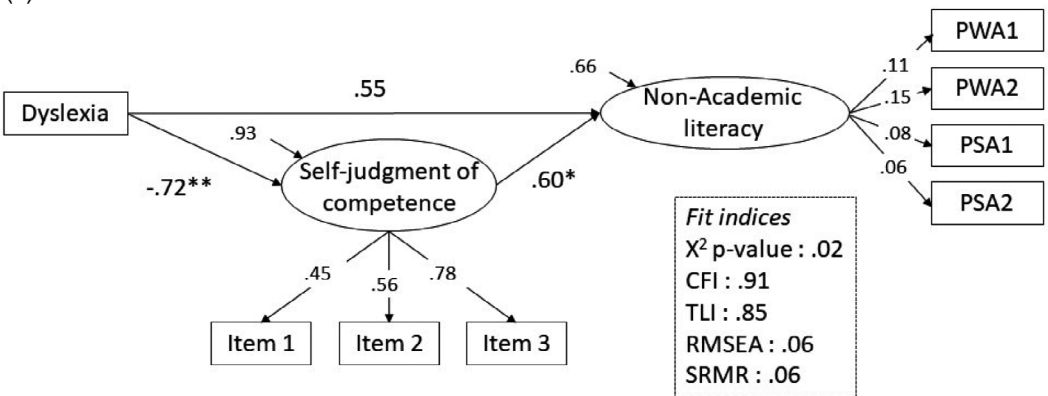 PWA1
.66
.11
.55
Non-Academic
literacy
.15
PWA2
Dyslexia
.93
.08
PSA1
Self-judgment of
competence
.06
-.72**
.60*
PSA2
Fit indices
X² p-value : .02
.45
.56
.78
CFI : .91
TLI : .85
Item 1
Item 2
Item 3
RMSEA : .06
SRMR : .06